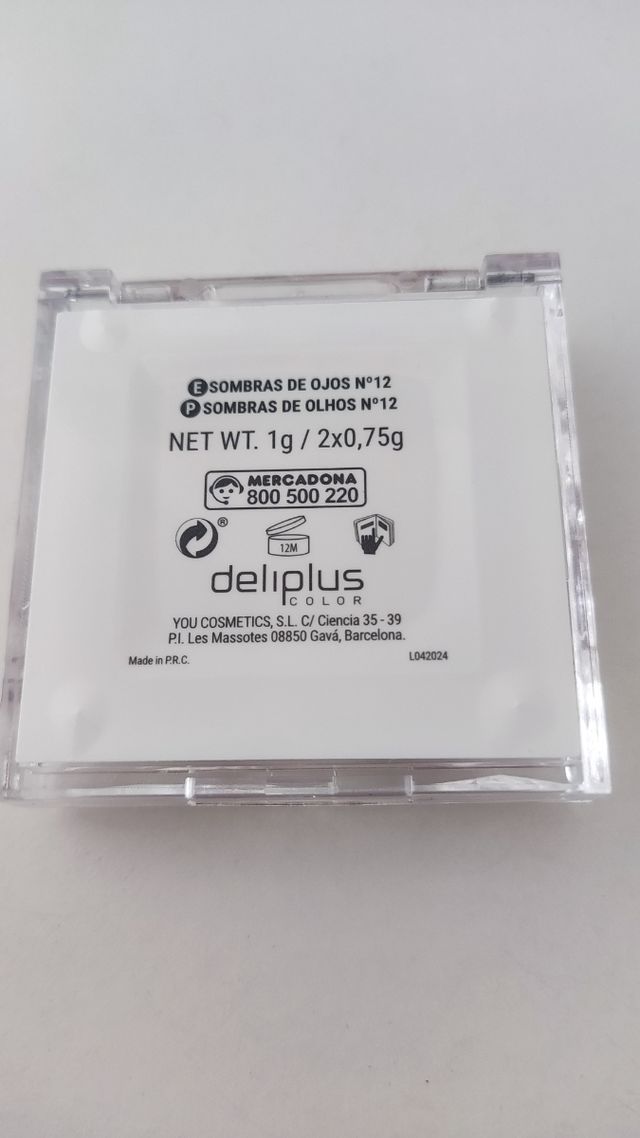 E SOMBRAS DE OJOS Nº12
P SOMBRAS DE OLHOS Nº12
NET WT. 1g / 2x0,75g
MERCADONA
800 500 220
®
12M
deliplus
COLOR
YOU COSMETICS, S.L. C/ Ciencia 35 - 39
P.I. Les Massotes 08850 Gavá, Barcelona.
Made in P.R.C. L042024